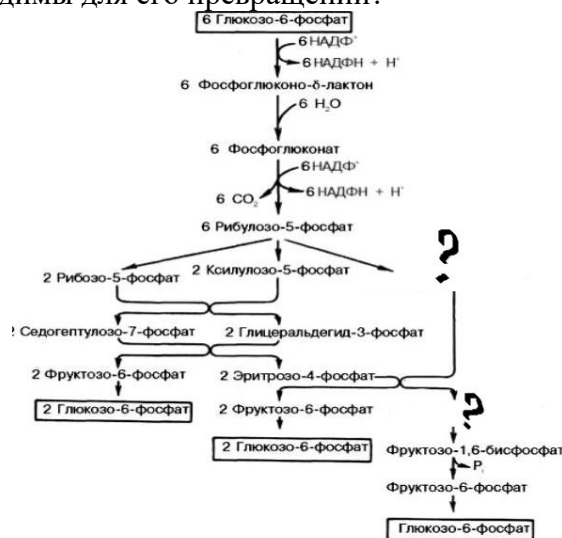 димы для его превращений?
6 Глюкозо-6-фосфат
6 НАДФ⁺
6 НАДФН + Н⁺
6 Фосфоглюконо-δ-лактон
6 H₂O
6 Фосфоглюконат
6 НАДФ⁺
6 CO₂
6 НАДФН + Н⁺
6 Рибулозо-5-фосфат
?
2 Рибозо-5-фосфат
2 Ксилулозо-5-фосфат
2 Седогептулозо-7-фосфат
2 Глицеральдегид-3-фосфат
2 Фруктозо-6-фосфат
2 Эритрозо-4-фосфат
2 Глюкозо-6-фосфат
2 Фруктозо-6-фосфат
?
2 Глюкозо-6-фосфат
Фруктозо-1,6-бисфосфат
Pᵢ
Фруктозо-6-фосфат
Глюкозо-6-фосфат